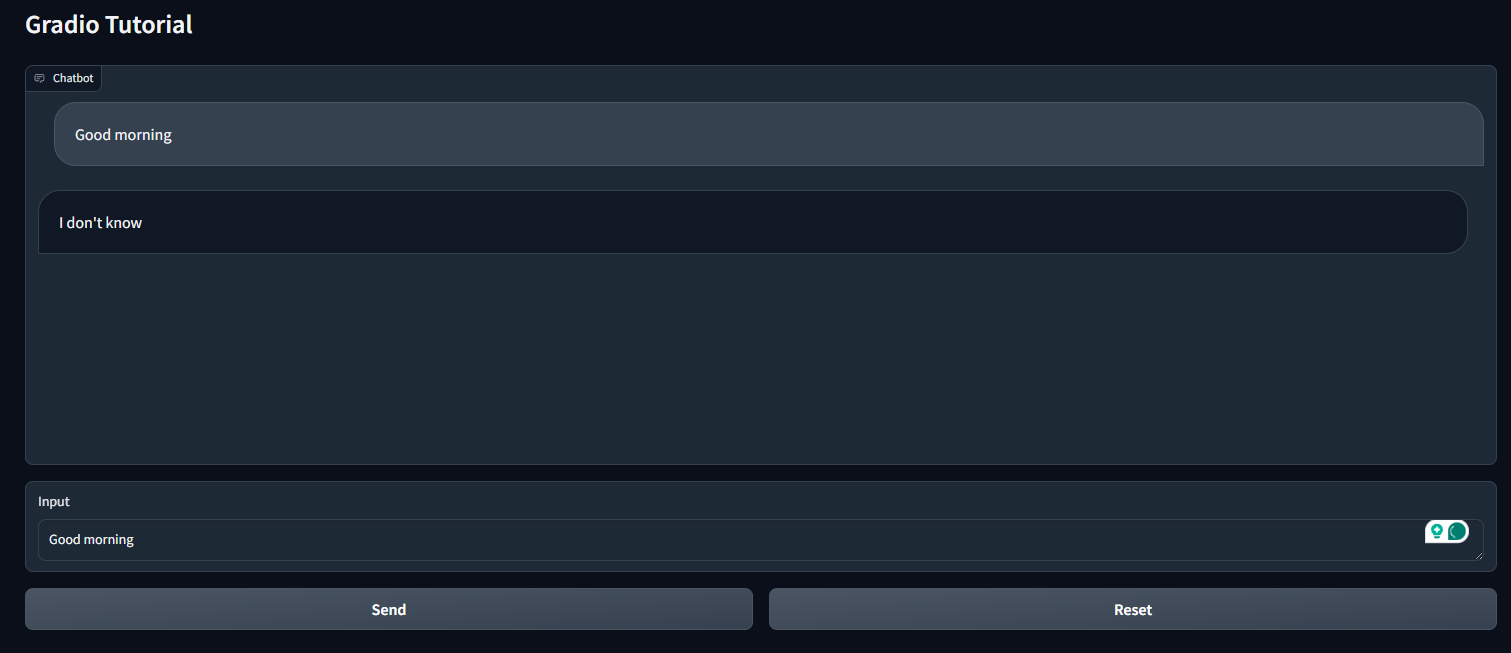 Gradio Tutorial
Chatbot
Good morning
I don't know
Input
Good morning
Send
Reset